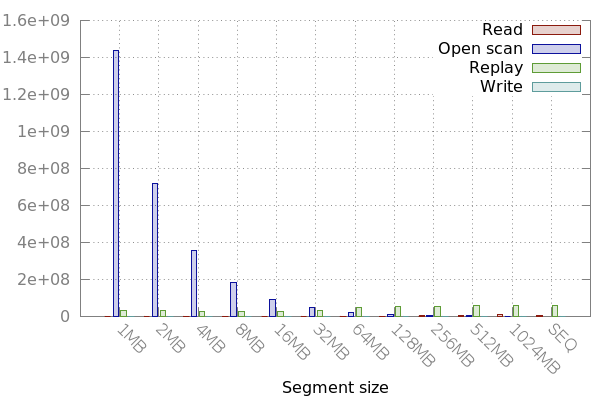 1.6e+09
1.4e+09
1.2e+09
1e+09
8e+08
6e+08
4e+08
2e+08
0
Read
Open scan
Replay
Write
1MB
2MB
4MB
8MB
16MB
32MB
64MB
128MB
256MB
512MB
1024MB
SEQ
Segment size